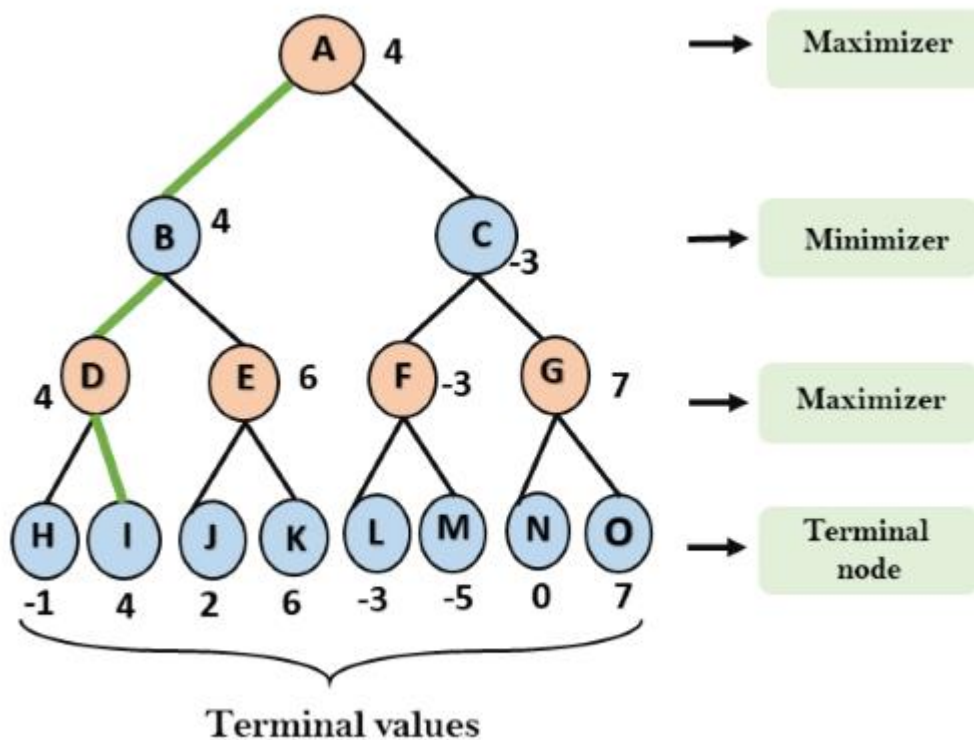 A 4 Maximizer
B 4 C -3 Minimizer
D 4 E 6 F -3 G 7 Maximizer
H I J K L M N O Terminal
node
-1 4 2 6 -3 -5 0 7
Terminal values